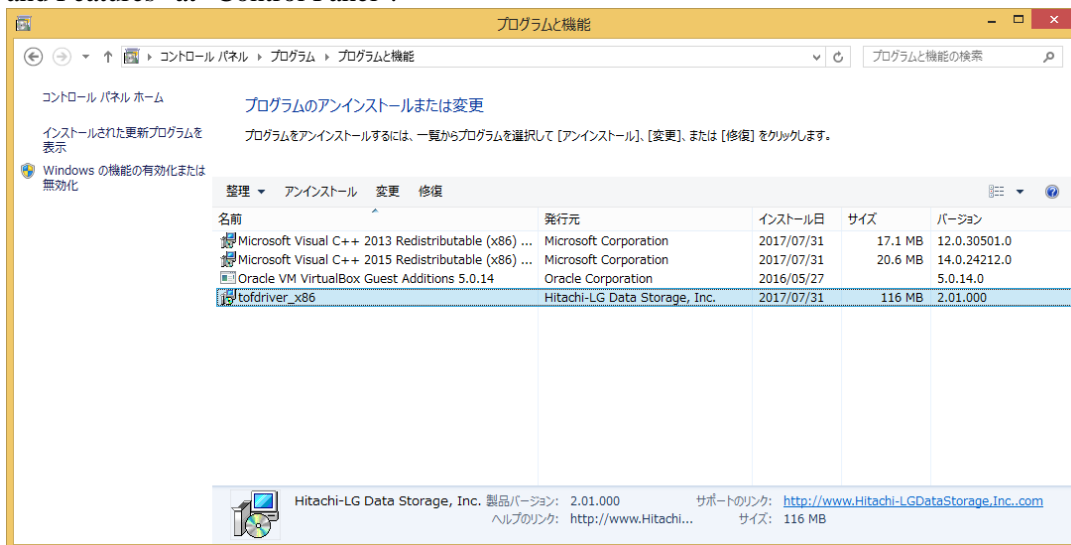 and Features" at "Control Panel".
プログラムと機能
コントロール パネル ▸ プログラム ▸ プログラムと機能
プログラムと機能の検索
コントロール パネル ホーム
インストールされた更新プログラムを
表示
Windows の機能の有効化または
無効化
プログラムのアンインストールまたは変更
プログラムをアンインストールするには、一覧からプログラムを選択して [アンインストール]、[変更]、または [修復] をクリックします。
整理 ▼ アンインストール 変更 修復
名前 発行元 インストール日 サイズ バージョン
Microsoft Visual C++ 2013 Redistributable (x86) ... Microsoft Corporation 2017/07/31 17.1 MB 12.0.30501.0
Microsoft Visual C++ 2015 Redistributable (x86) ... Microsoft Corporation 2017/07/31 20.6 MB 14.0.24212.0
Oracle VM VirtualBox Guest Additions 5.0.14 Oracle Corporation 2016/05/27 5.0.14.0
tofdriver_x86 Hitachi-LG Data Storage, Inc. 2017/07/31 116 MB 2.01.000
Hitachi-LG Data Storage, Inc. 製品バージョン: 2.01.000 サポートのリンク: http://www.Hitachi-LGDataStorage,Inc..com
ヘルプのリンク: http://www.Hitachi... サイズ: 116 MB